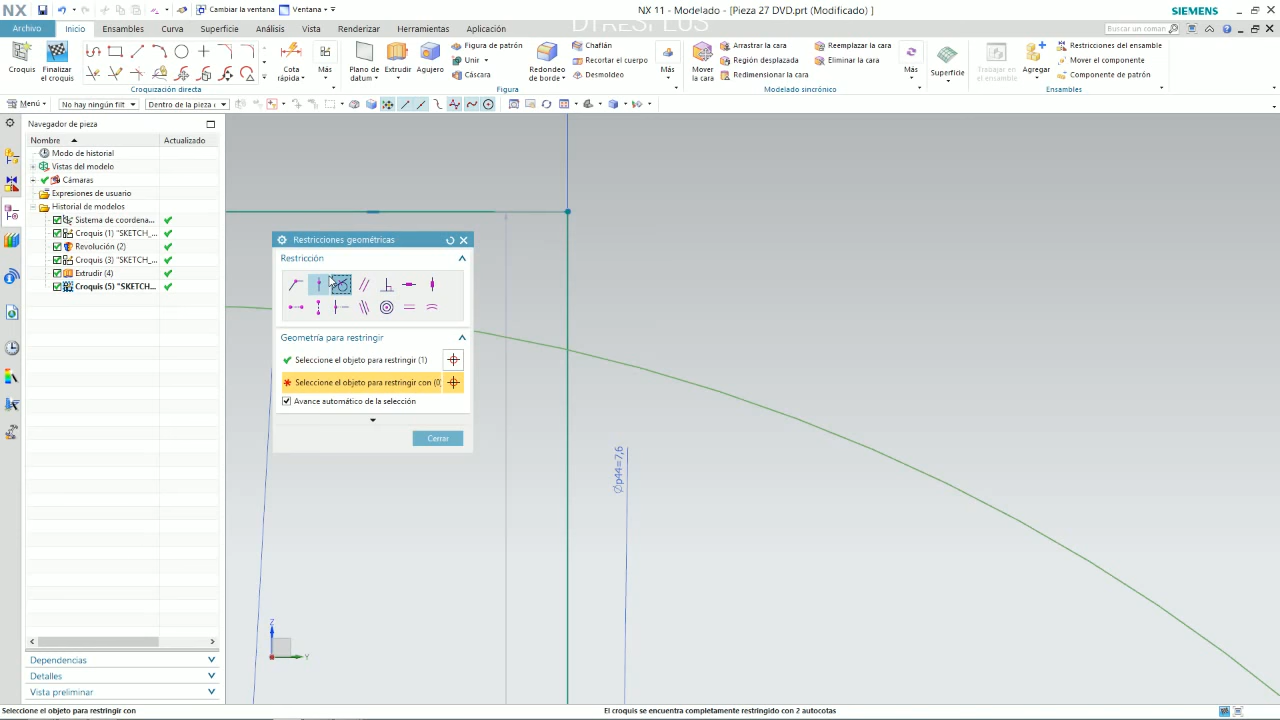 NX
Cambiar la ventana
Ventana
NX 11 - Modelado - [Pieza 27 DVD.prt (Modificado) ]
SIEMENS
DTRESPLUS
Archivo
Inicio
Ensambles
Curva
Superficie
Análisis
Vista
Renderizar
Herramientas
Aplicación
Buscar un coman
Croquis
Finalizar
el croquis
Cota
rápida
Más
Croquización directa
Plano de
datum
Extrudir
Agujero
Figura de patrón
Unir
Cáscara
Redondeo
de borde
Chaflán
Recortar el cuerpo
Desmoldeo
Más
Figura
Mover
la cara
Arrastrar la cara
Región desplazada
Redimensionar la cara
Reemplazar la cara
Eliminar la cara
Más
Modelado sincrónico
Superficie
Trabajar en
el ensamble
Agregar
Restricciones del ensamble
Mover el componente
Componente de patrón
Ensambles
Menú
No hay ningún filt
Dentro de la pieza
Navegador de pieza
Nombre
Actualizado
Modo de historial
Vistas del modelo
Cámaras
Expresiones de usuario
Historial de modelos
Sistema de coordena...
Croquis (1) "SKETCH_...
Revolución (2)
Croquis (3) "SKETCH_...
Extrudir (4)
Croquis (5) "SKETCH...
Restricciones geométricas
Restricción
Geometría para restringir
Seleccione el objeto para restringir (1)
Seleccione el objeto para restringir con (0
Avance automático de la selección
Cerrar
Øp44=7,6
Z
Y
Dependencias
Detalles
Vista preliminar
Seleccione el objeto para restringir con
El croquis se encuentra completamente restringido con 2 autocotas